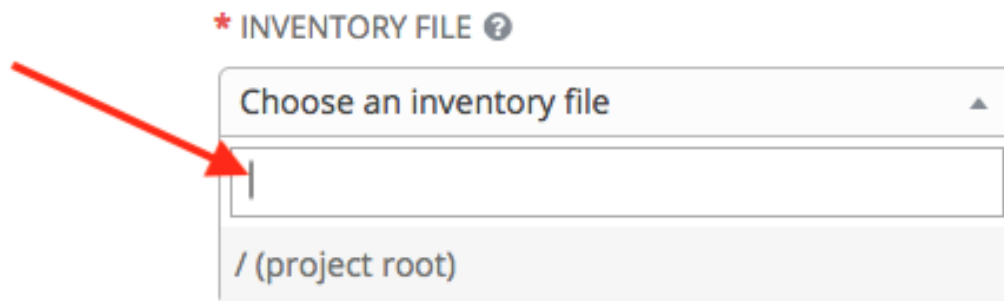 * INVENTORY FILE ?
Choose an inventory file
/ (project root)